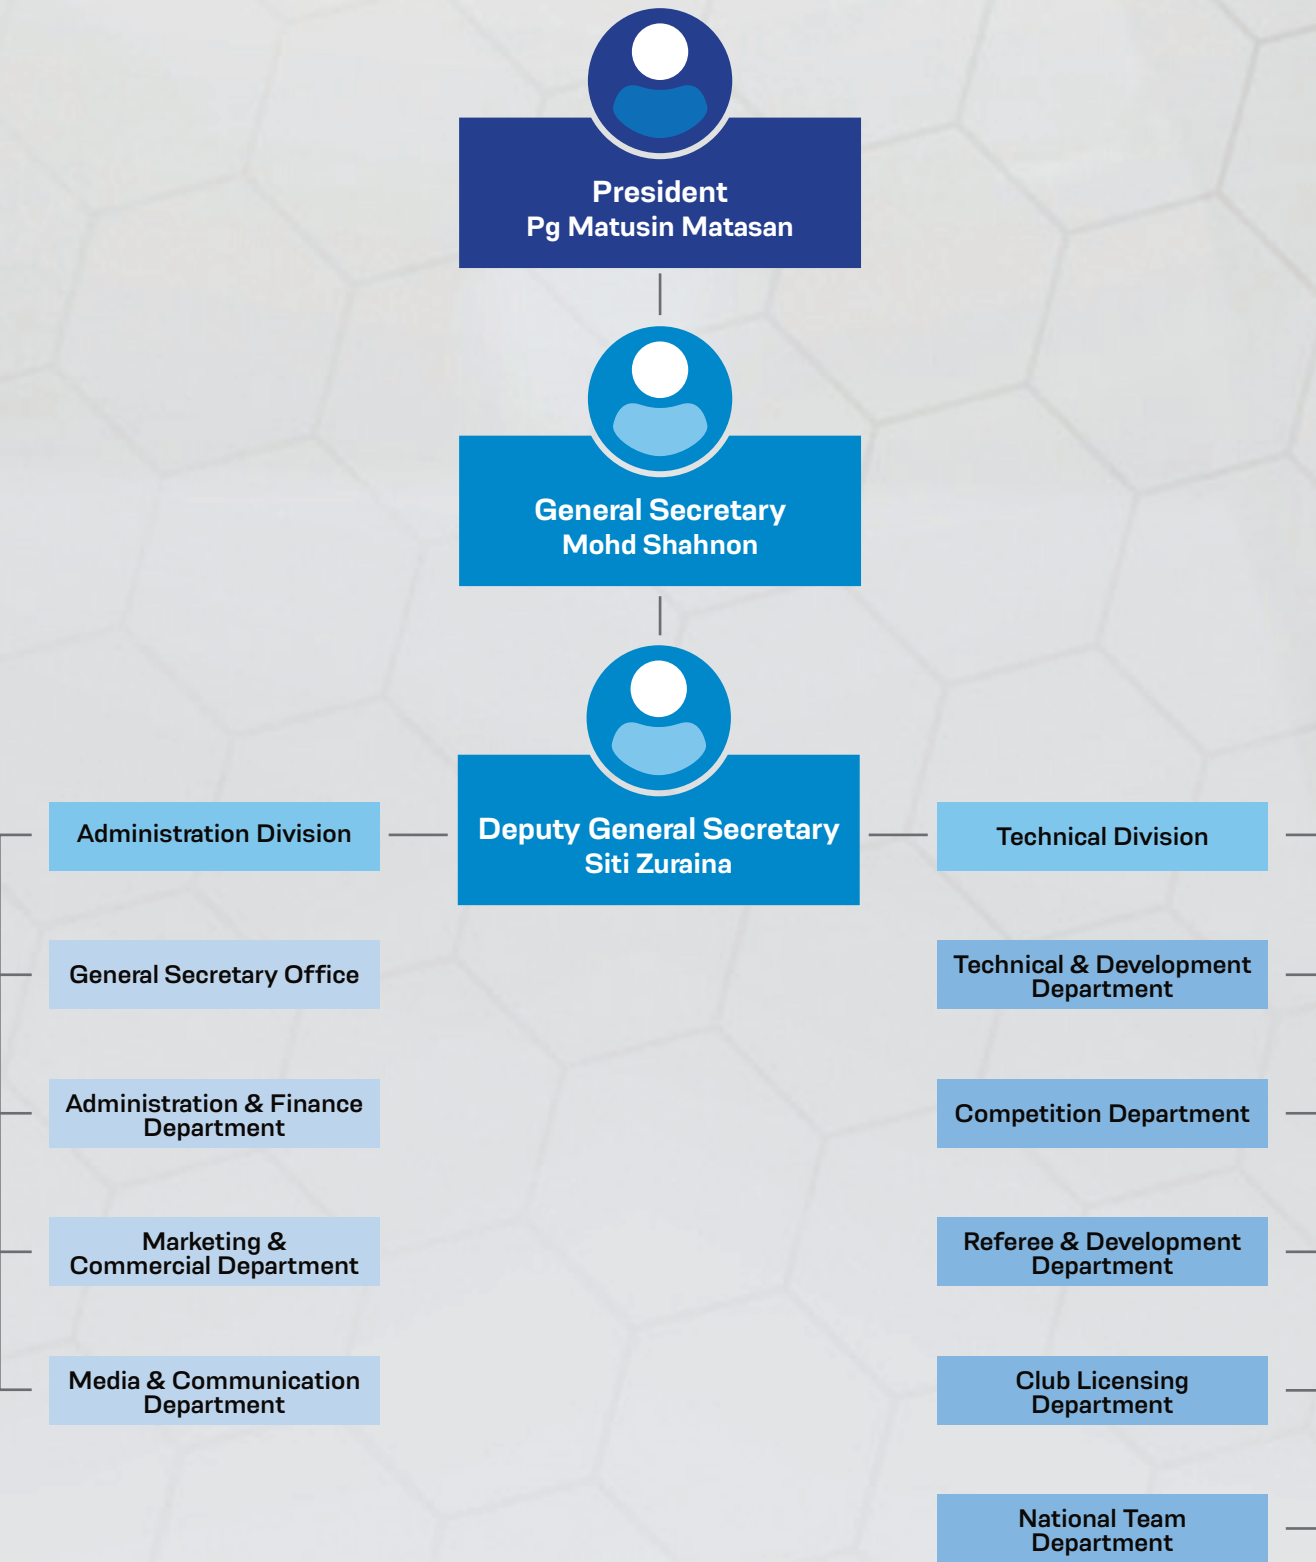 President
Pg Matusin Matasan
General Secretary
Mohd Shahnon
Deputy General Secretary
Siti Zuraina
Administration Division
General Secretary Office
Administration & Finance
Department
Marketing &
Commercial Department
Media & Communication
Department
Technical Division
Technical & Development
Department
Competition Department
Referee & Development
Department
Club Licensing
Department
National Team
Department